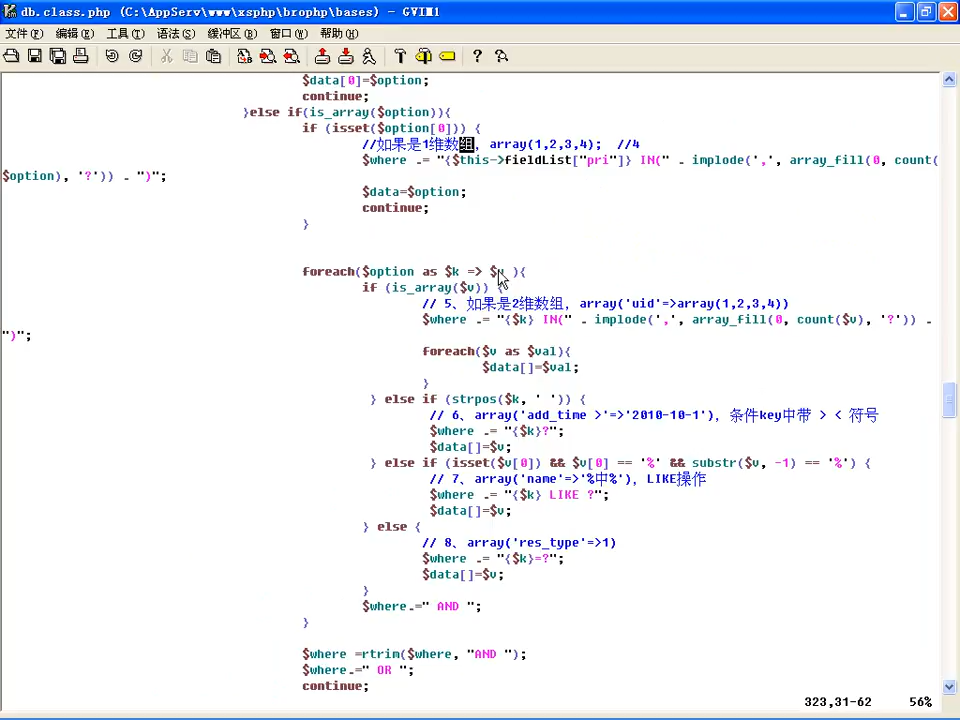 db.class.php (C:\AppServ\www\xsphp\brophp\bases) - GVIM1
文件(F) 编辑(E) 工具(T) 语法(S) 缓冲区(B) 窗口(W) 帮助(H)
$data[0]=$option;
continue;
}else if(is_array($option)){
if (isset($option[0])) {
//如果是1维数组, array(1,2,3,4); //4
$where .= "{$this->fieldList["pri"]} IN(" . implode(',', array_fill(0, count(
$option), '?')) . ")";
$data=$option;
continue;
}
foreach($option as $k => $v ){
if (is_array($v)) {
// 5、如果是2维数组, array('uid'=>array(1,2,3,4))
$where .= "{$k} IN(" . implode(',', array_fill(0, count($v), '?')) .
")";
foreach($v as $val){
$data[]=$val;
}
} else if (strpos($k, ' ')) {
// 6、array('add_time >'=>'2010-10-1'), 条件key中带 > < 符号
$where .= "{$k}?";
$data[]=$v;
} else if (isset($v[0]) && $v[0] == '%' && substr($v, -1) == '%') {
// 7、array('name'=>'%中%'), LIKE操作
$where .= "{$k} LIKE ?";
$data[]=$v;
} else {
// 8、array('res_type'=>1)
$where .= "{$k}=?";
$data[]=$v;
}
$where.=" AND ";
}
$where =rtrim($where, "AND ");
$where.=" OR ";
continue;
323,31-62 56%